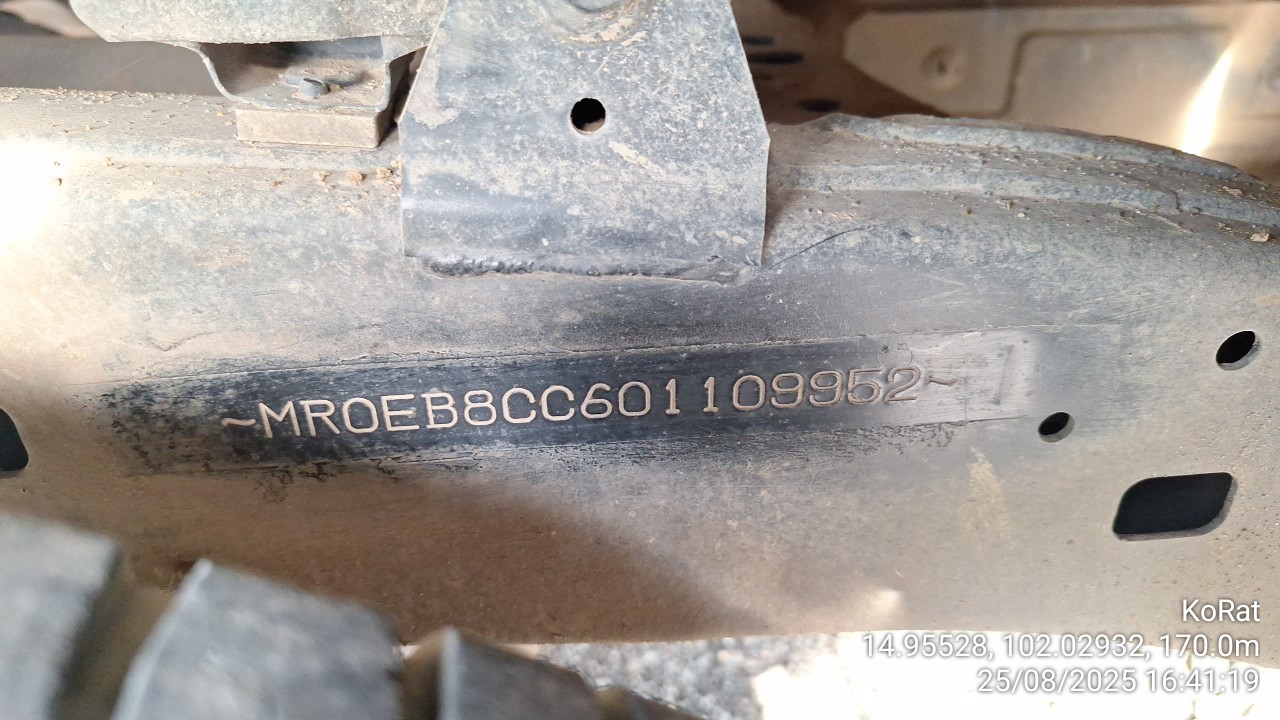 ~MR0EB8CC601109952~
KoRat
14.95528, 102.02932, 170.0m
25/08/2025 16:41:19